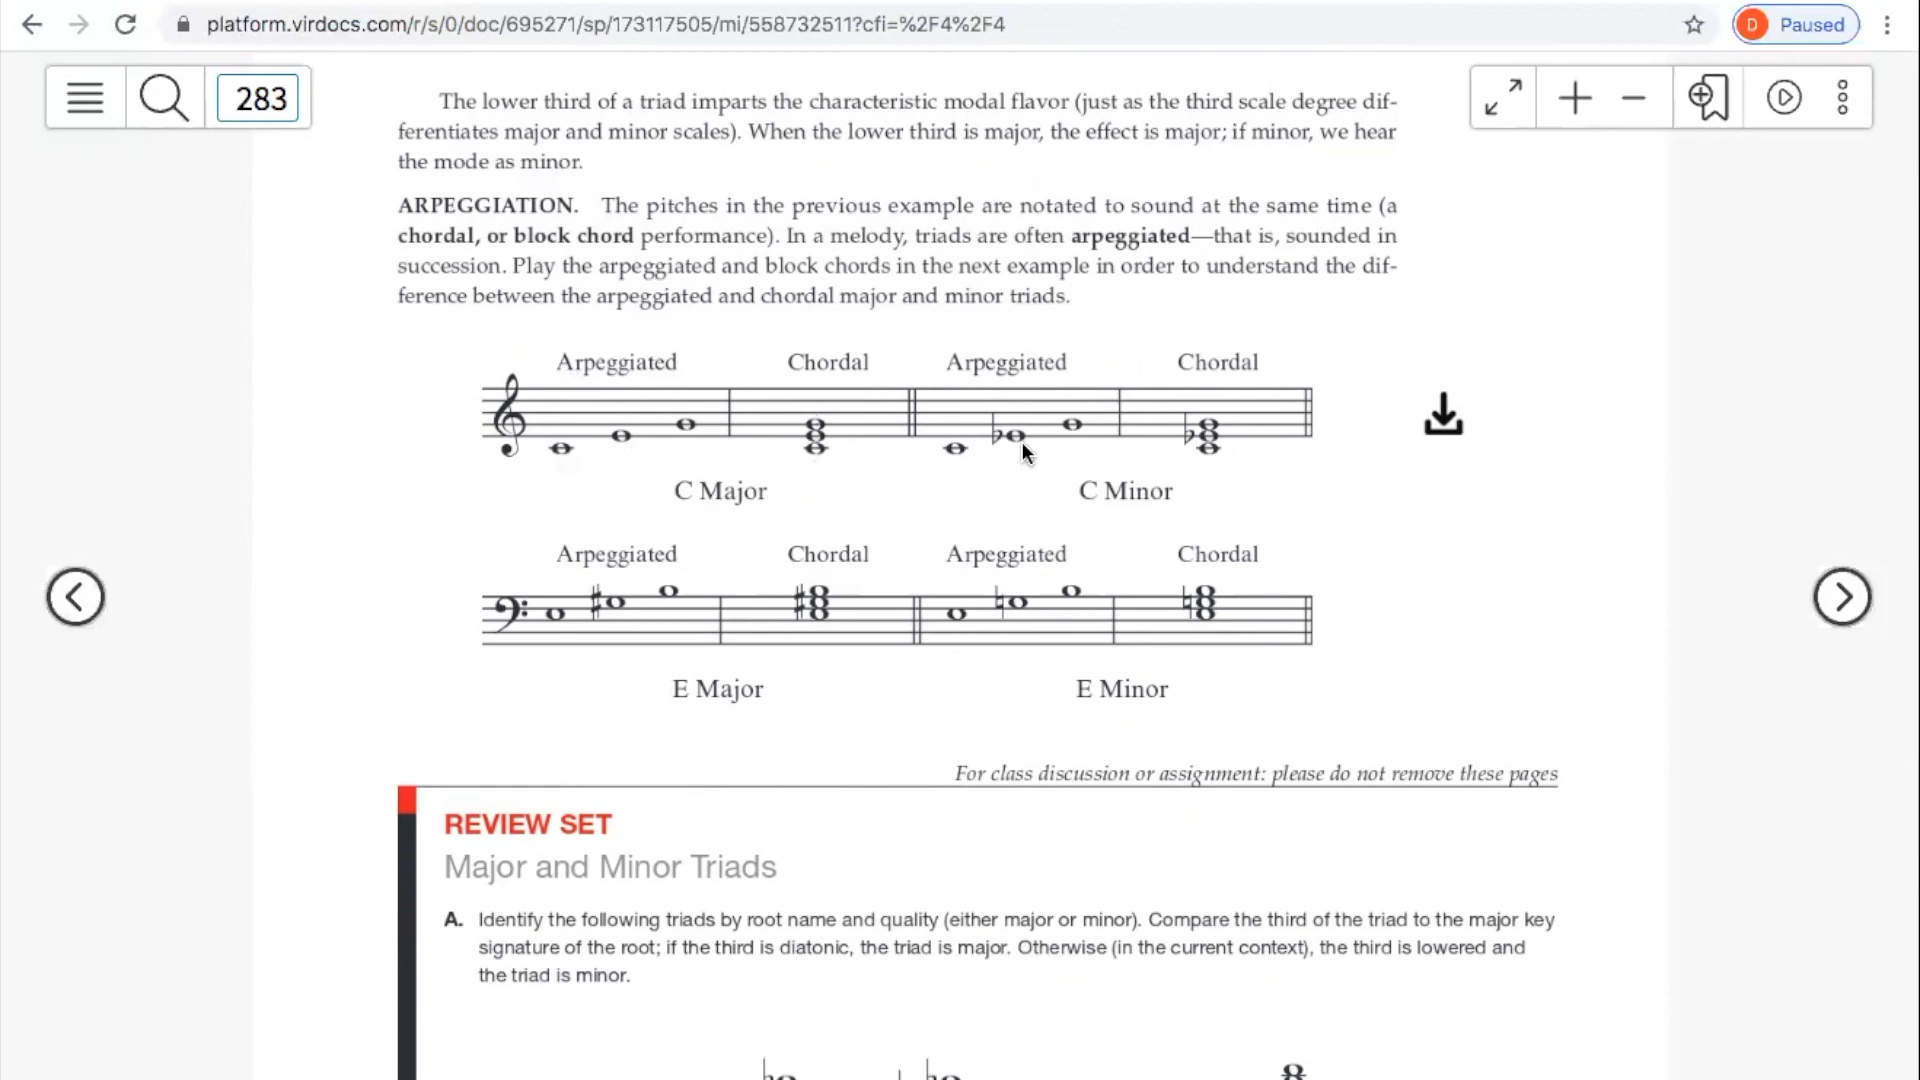 platform.virdocs.com/r/s/0/doc/695271/sp/173117505/mi/558732511?cfi=%2F4%2F4
D Paused
283
The lower third of a triad imparts the characteristic modal flavor (just as the third scale degree dif-
ferentiates major and minor scales). When the lower third is major, the effect is major; if minor, we hear
the mode as minor.
ARPEGGIATION. The pitches in the previous example are notated to sound at the same time (a
chordal, or block chord performance). In a melody, triads are often arpeggiated—that is, sounded in
succession. Play the arpeggiated and block chords in the next example in order to understand the dif-
ference between the arpeggiated and chordal major and minor triads.
Arpeggiated Chordal Arpeggiated Chordal
C Major C Minor
Arpeggiated Chordal Arpeggiated Chordal
E Major E Minor
For class discussion or assignment: please do not remove these pages
REVIEW SET
Major and Minor Triads
A. Identify the following triads by root name and quality (either major or minor). Compare the third of the triad to the major key
signature of the root; if the third is diatonic, the triad is major. Otherwise (in the current context), the third is lowered and
the triad is minor.